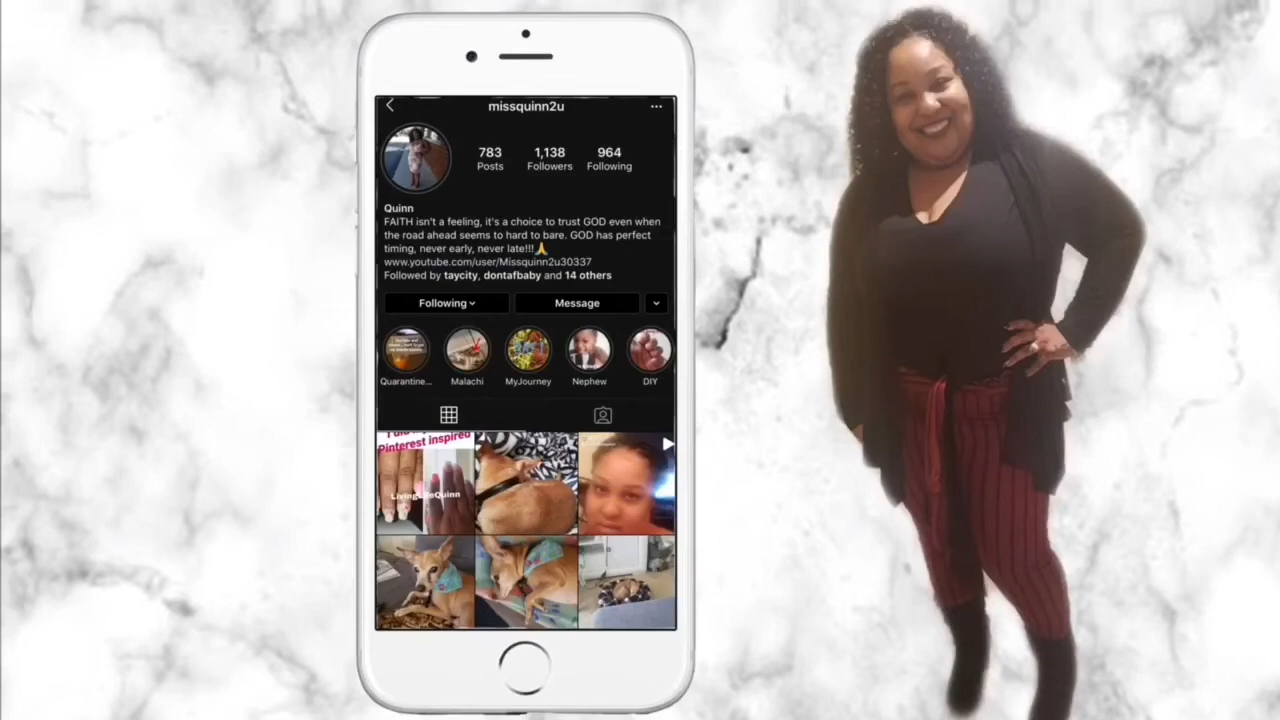 missquinn2u
783 1,138 964
Posts Followers Following
Quinn
FAITH isn't a feeling, it's a choice to trust GOD even when
the road ahead seems to hard to bare. GOD has perfect
timing, never early, never late!!!🙏
www.youtube.com/user/Missquinn2u30337
Followed by taycity, dontafbaby and 14 others
Following Message
Quarantine... Malachi MyJourney Nephew DIY
Pinterest inspired